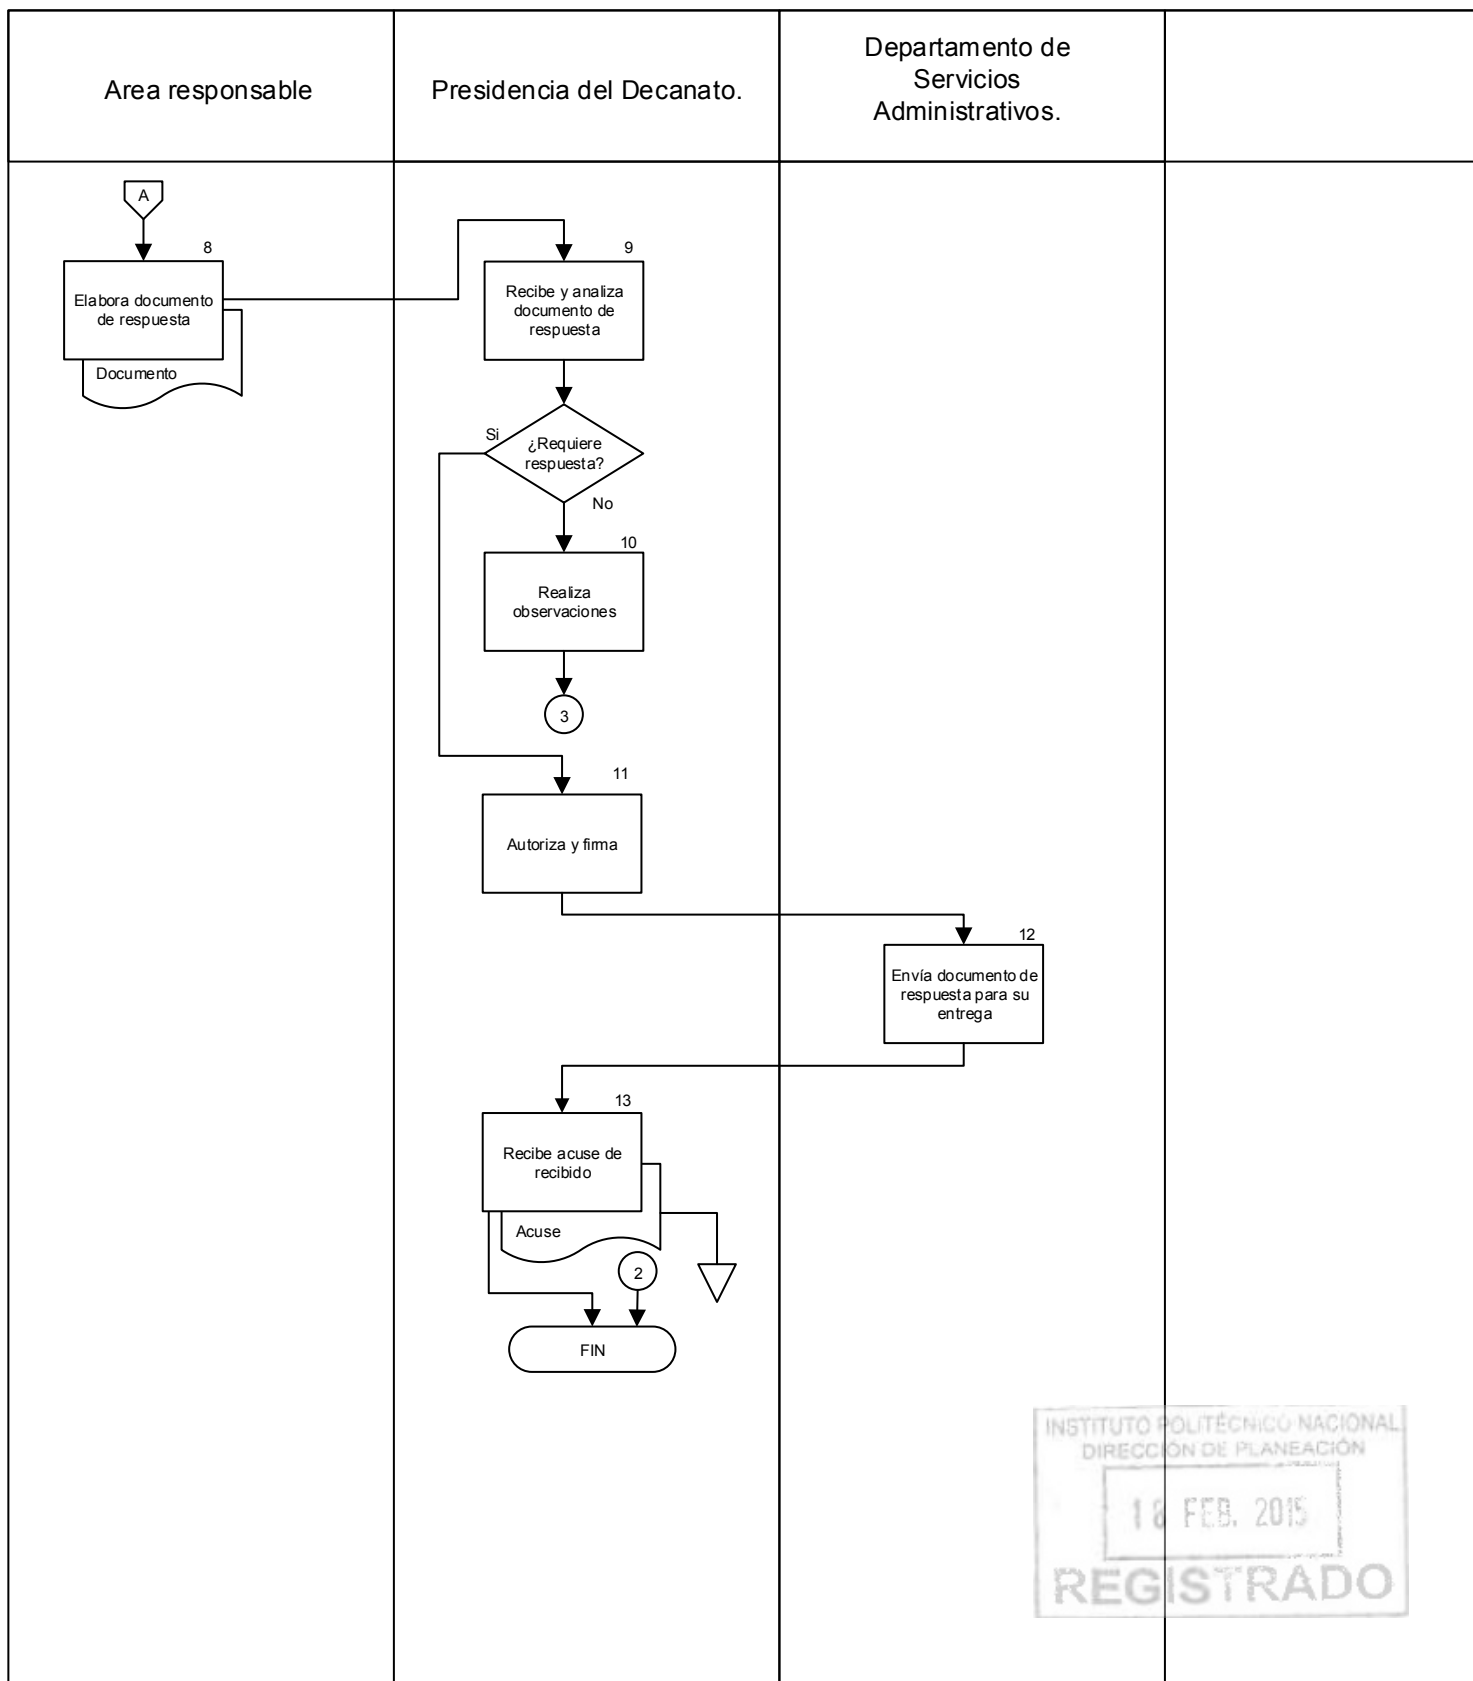 Area responsable
Presidencia del Decanato.
Departamento de
Servicios
Administrativos.
A
8
Elabora documento
de respuesta
Documento
9
Recibe y analiza
documento de
respuesta
Si
¿Requiere
respuesta?
No
10
Realiza
observaciones
3
11
Autoriza y firma
12
Envía documento de
respuesta para su
entrega
13
Recibe acuse de
recibido
Acuse
2
FIN
INSTITUTO POLITÉCNICO NACIONAL
DIRECCIÓN DE PLANEACIÓN
18 FEB. 2015
REGISTRADO